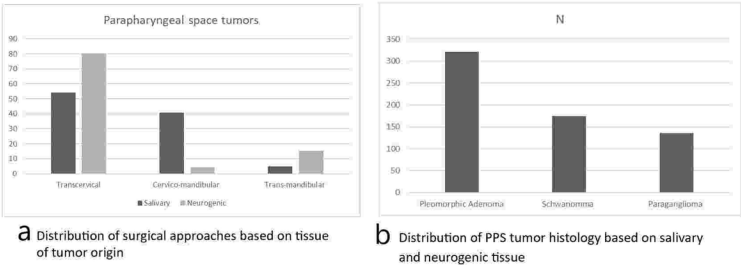 Parapharyngeal space tumors
90
80
70
60
50
40
30
20
10
0
Transcervical Cervico-mandibular Trans-mandibular
Salivary Neurogenic
a Distribution of surgical approaches based on tissue
of tumor origin
N
350
300
250
200
150
100
50
0
Pleomorphic Adenoma Schwanomma Paraganglioma
b Distribution of PPS tumor histology based on salivary
and neurogenic tissue